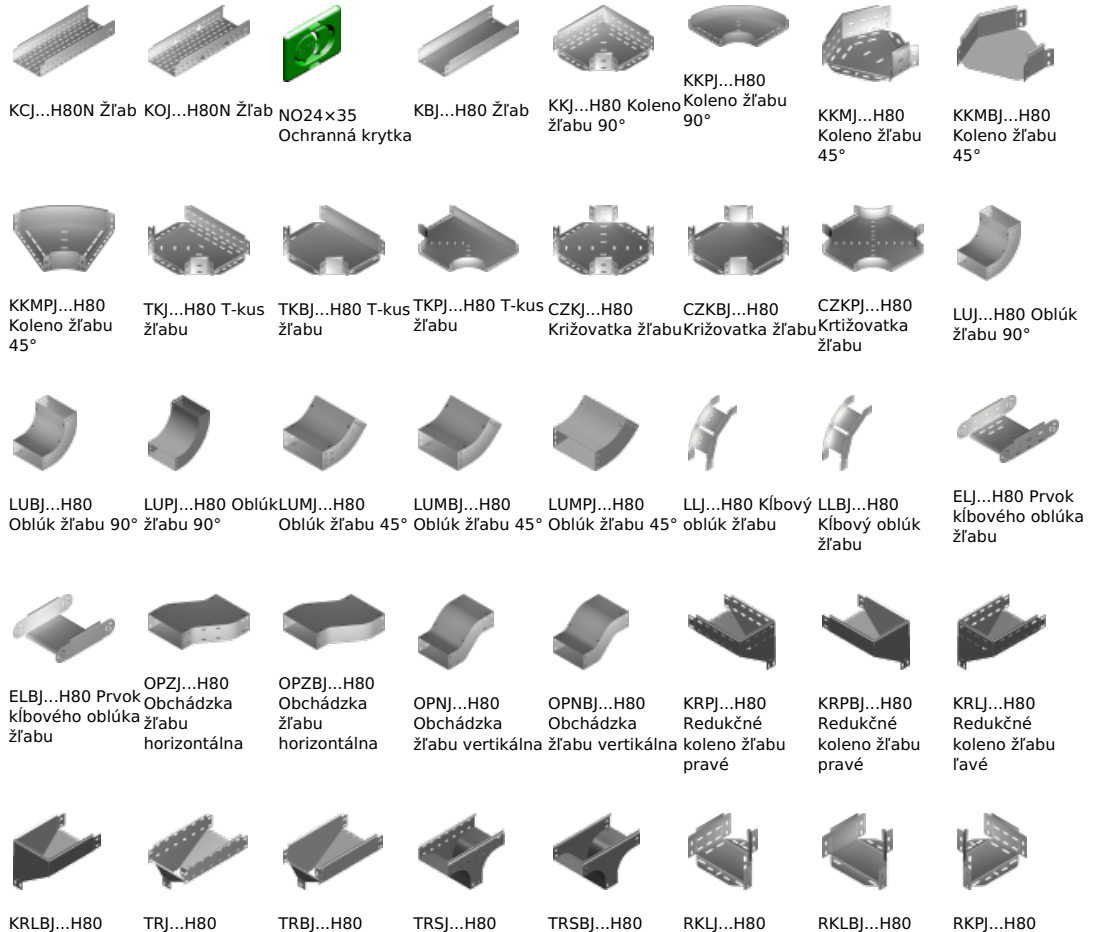 KCJ...H80N Žľab
KOJ...H80N Žľab
NO24×35
Ochranná krytka
KBJ...H80 Žľab
KKJ...H80 Koleno
žľabu 90°
KKPJ...H80
Koleno žľabu
90°
KKMJ...H80
Koleno žľabu
45°
KKMBJ...H80
Koleno žľabu
45°
KKMPJ...H80
Koleno žľabu
45°
TKJ...H80 T-kus
žľabu
TKBJ...H80 T-kus
žľabu
TKPJ...H80 T-kus
žľabu
CZKJ...H80
Križovatka žľabu
CZKBJ...H80
Križovatka žľabu
CZKPJ...H80
Krtižovatka
žľabu
LUJ...H80 Oblúk
žľabu 90°
LUBJ...H80
Oblúk žľabu 90°
LUPJ...H80 Oblúk
žľabu 90°
LUMJ...H80
Oblúk žľabu 45°
LUMBJ...H80
Oblúk žľabu 45°
LUMPJ...H80
Oblúk žľabu 45°
LLJ...H80 Kĺbový
oblúk žľabu
LLBJ...H80
Kĺbový oblúk
žľabu
ELJ...H80 Prvok
kĺbového oblúka
žľabu
ELBJ...H80 Prvok
kĺbového oblúka
žľabu
OPZJ...H80
Obchádzka
žľabu
horizontálna
OPZBJ...H80
Obchádzka
žľabu
horizontálna
OPNJ...H80
Obchádzka
žľabu vertikálna
OPNBJ...H80
Obchádzka
žľabu vertikálna
KRPJ...H80
Redukčné
koleno žľabu
pravé
KRPBJ...H80
Redukčné
koleno žľabu
pravé
KRLJ...H80
Redukčné
koleno žľabu
ľavé
KRLBJ...H80
TRJ...H80
TRBJ...H80
TRSJ...H80
TRSBJ...H80
RKLJ...H80
RKLBJ...H80
RKPJ...H80